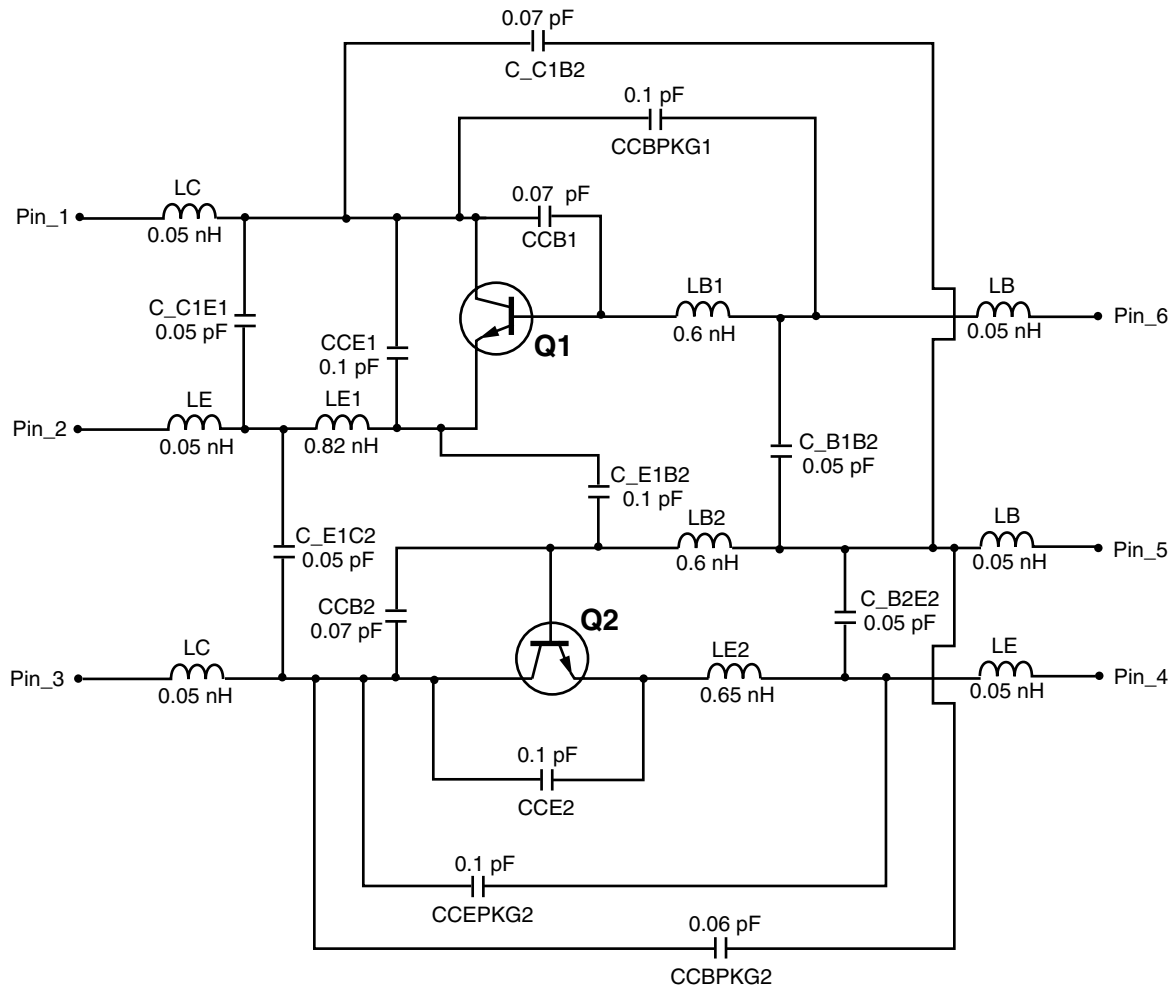 0.07 pF
C_C1B2
0.1 pF
CCBPKG1
LC
0.07 pF
Pin_1
0.05 nH
CCB1
LB1
LB
C_C1E1
0.05 pF
Pin_6
CCE1
0.1 pF
Q1
0.6 nH
0.05 nH
LE
LE1
Pin_2
0.05 nH
0.82 nH
C_B1B2
0.05 pF
C_E1B2
0.1 pF
LB2
LB
C_E1C2
0.05 pF
Pin_5
0.6 nH
0.05 nH
CCB2
0.07 pF
Q2
C_B2E2
0.05 pF
LC
LE2
LE
Pin_3
Pin_4
0.05 nH
0.65 nH
0.05 nH
0.1 pF
CCE2
0.1 pF
CCEPKG2
0.06 pF
CCBPKG2